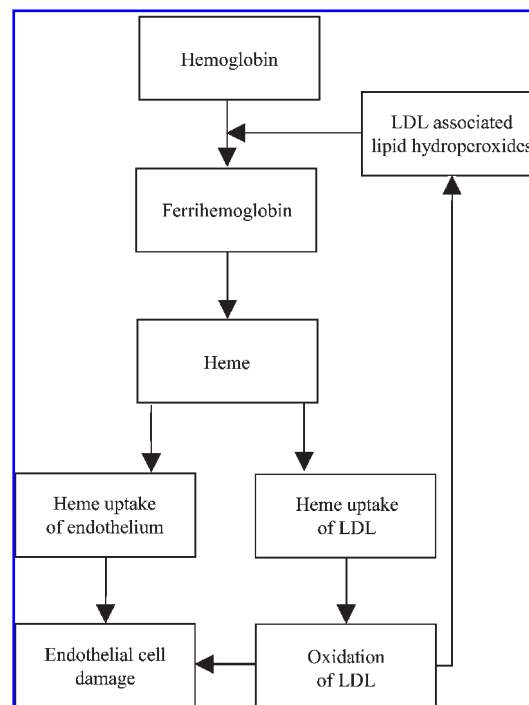 Hemoglobin
LDL associated
lipid hydroperoxides
Ferrihemoglobin
Heme
Heme uptake
of endothelium
Heme uptake
of LDL
Endothelial cell
damage
Oxidation
of LDL